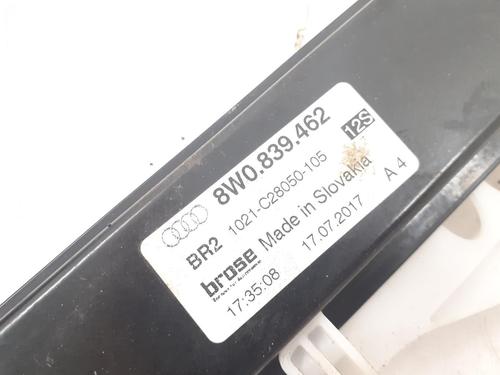 8W0.839.462
12S
BR2 1021-C28050-105
brose Made in Slovakia
17:35:08 17.07.2017 A 4